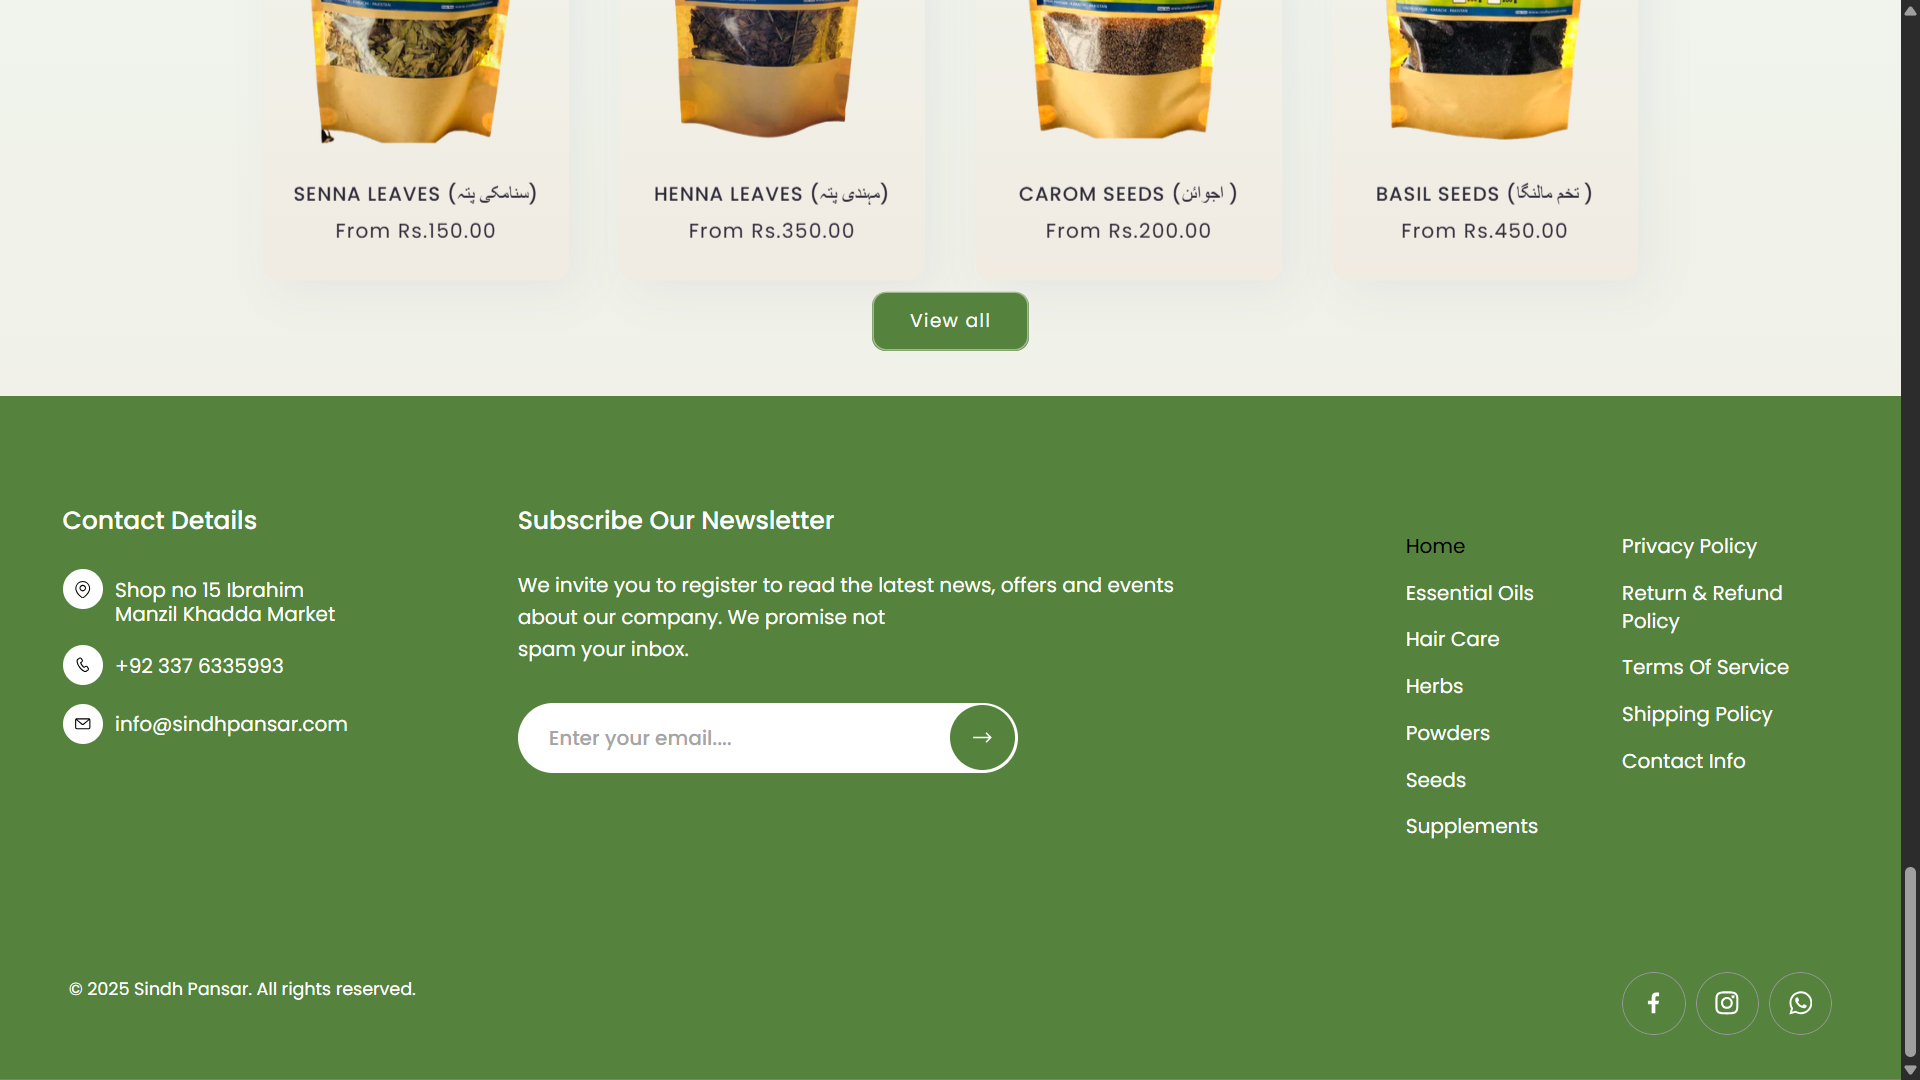 SENNA LEAVES (سنامکی پتہ)
From Rs.150.00
HENNA LEAVES (مہندی پتہ)
From Rs.350.00
CAROM SEEDS (اجوائن )
From Rs.200.00
BASIL SEEDS (تخم مالنگا )
From Rs.450.00
View all
Contact Details
Shop no 15 Ibrahim
Manzil Khadda Market
+92 337 6335993
info@sindhpansar.com
Subscribe Our Newsletter
We invite you to register to read the latest news, offers and events
about our company. We promise not
spam your inbox.
Enter your email....
Home
Essential Oils
Hair Care
Herbs
Powders
Seeds
Supplements
Privacy Policy
Return & Refund
Policy
Terms Of Service
Shipping Policy
Contact Info
© 2025 Sindh Pansar. All rights reserved.